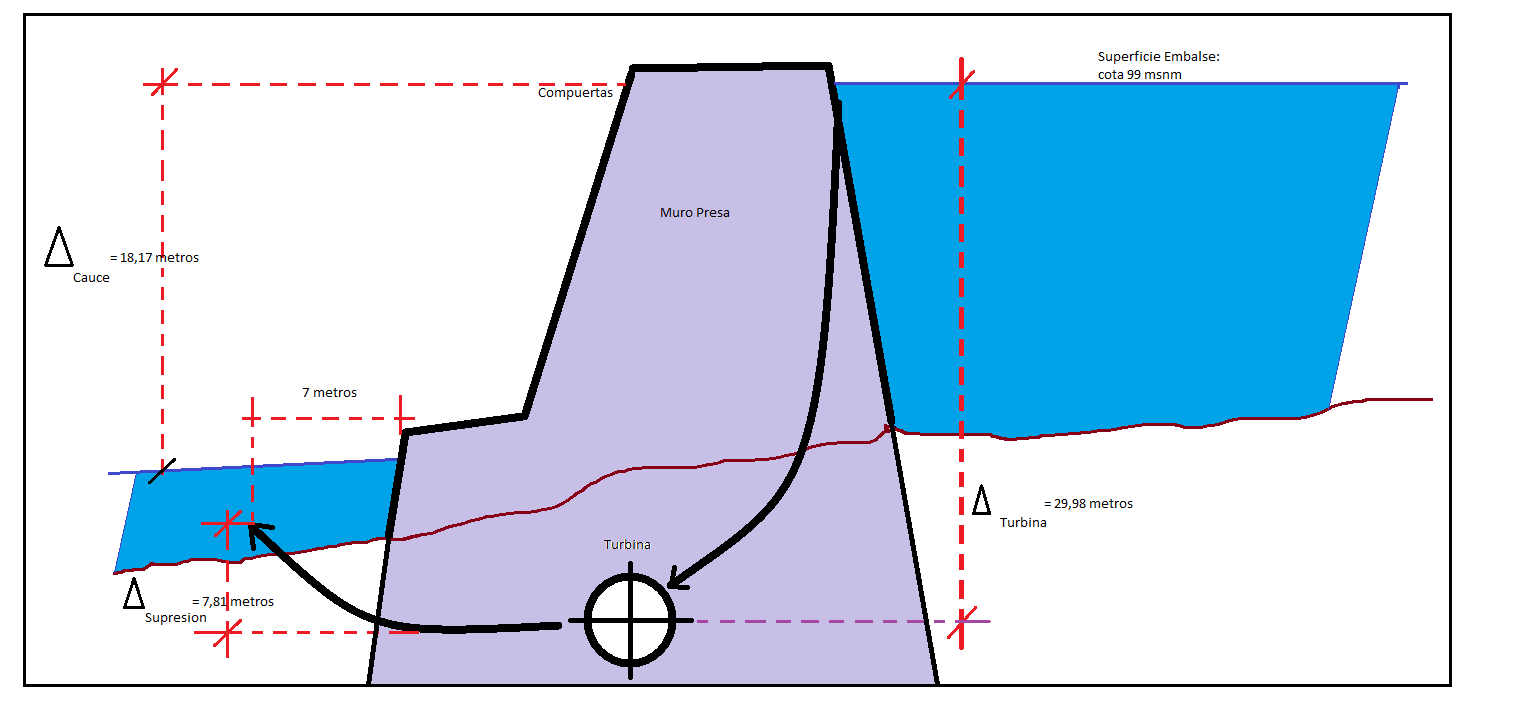 Superficie Embalse:
cota 99 msnm
Compuertas
Muro Presa
= 18,17 metros
Cauce
7 metros
= 29,98 metros
Turbina
Turbina
= 7,81 metros
Supresion